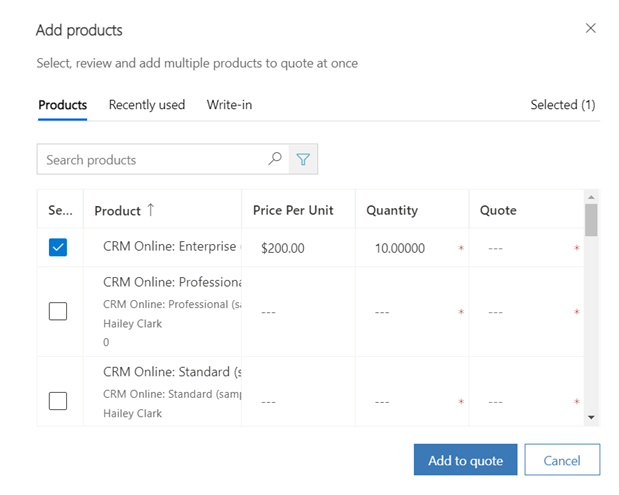 Add products
Select, review and add multiple products to quote at once
Products Recently used Write-in Selected (1)
Search products
Se... Product ↑ Price Per Unit Quantity Quote
CRM Online: Enterprise $200.00 10.00000 * --- *
CRM Online: Professiona
CRM Online: Professional (sa
--- --- * --- *
Hailey Clark
0
CRM Online: Standard (s
CRM Online: Standard (samp
--- --- * --- *
Hailey Clark
Add to quote Cancel